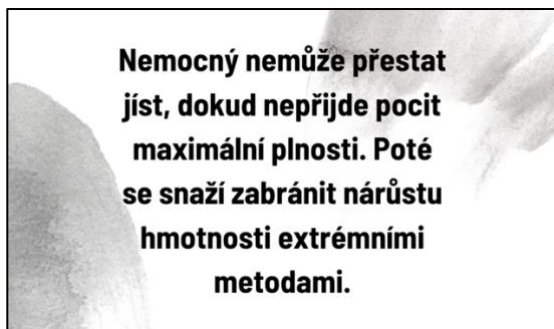 Nemocný nemůže přestat
jíst, dokud nepřijde pocit
maximální plnosti. Poté
se snaží zabránit nárůstu
hmotnosti extrémními
metodami.